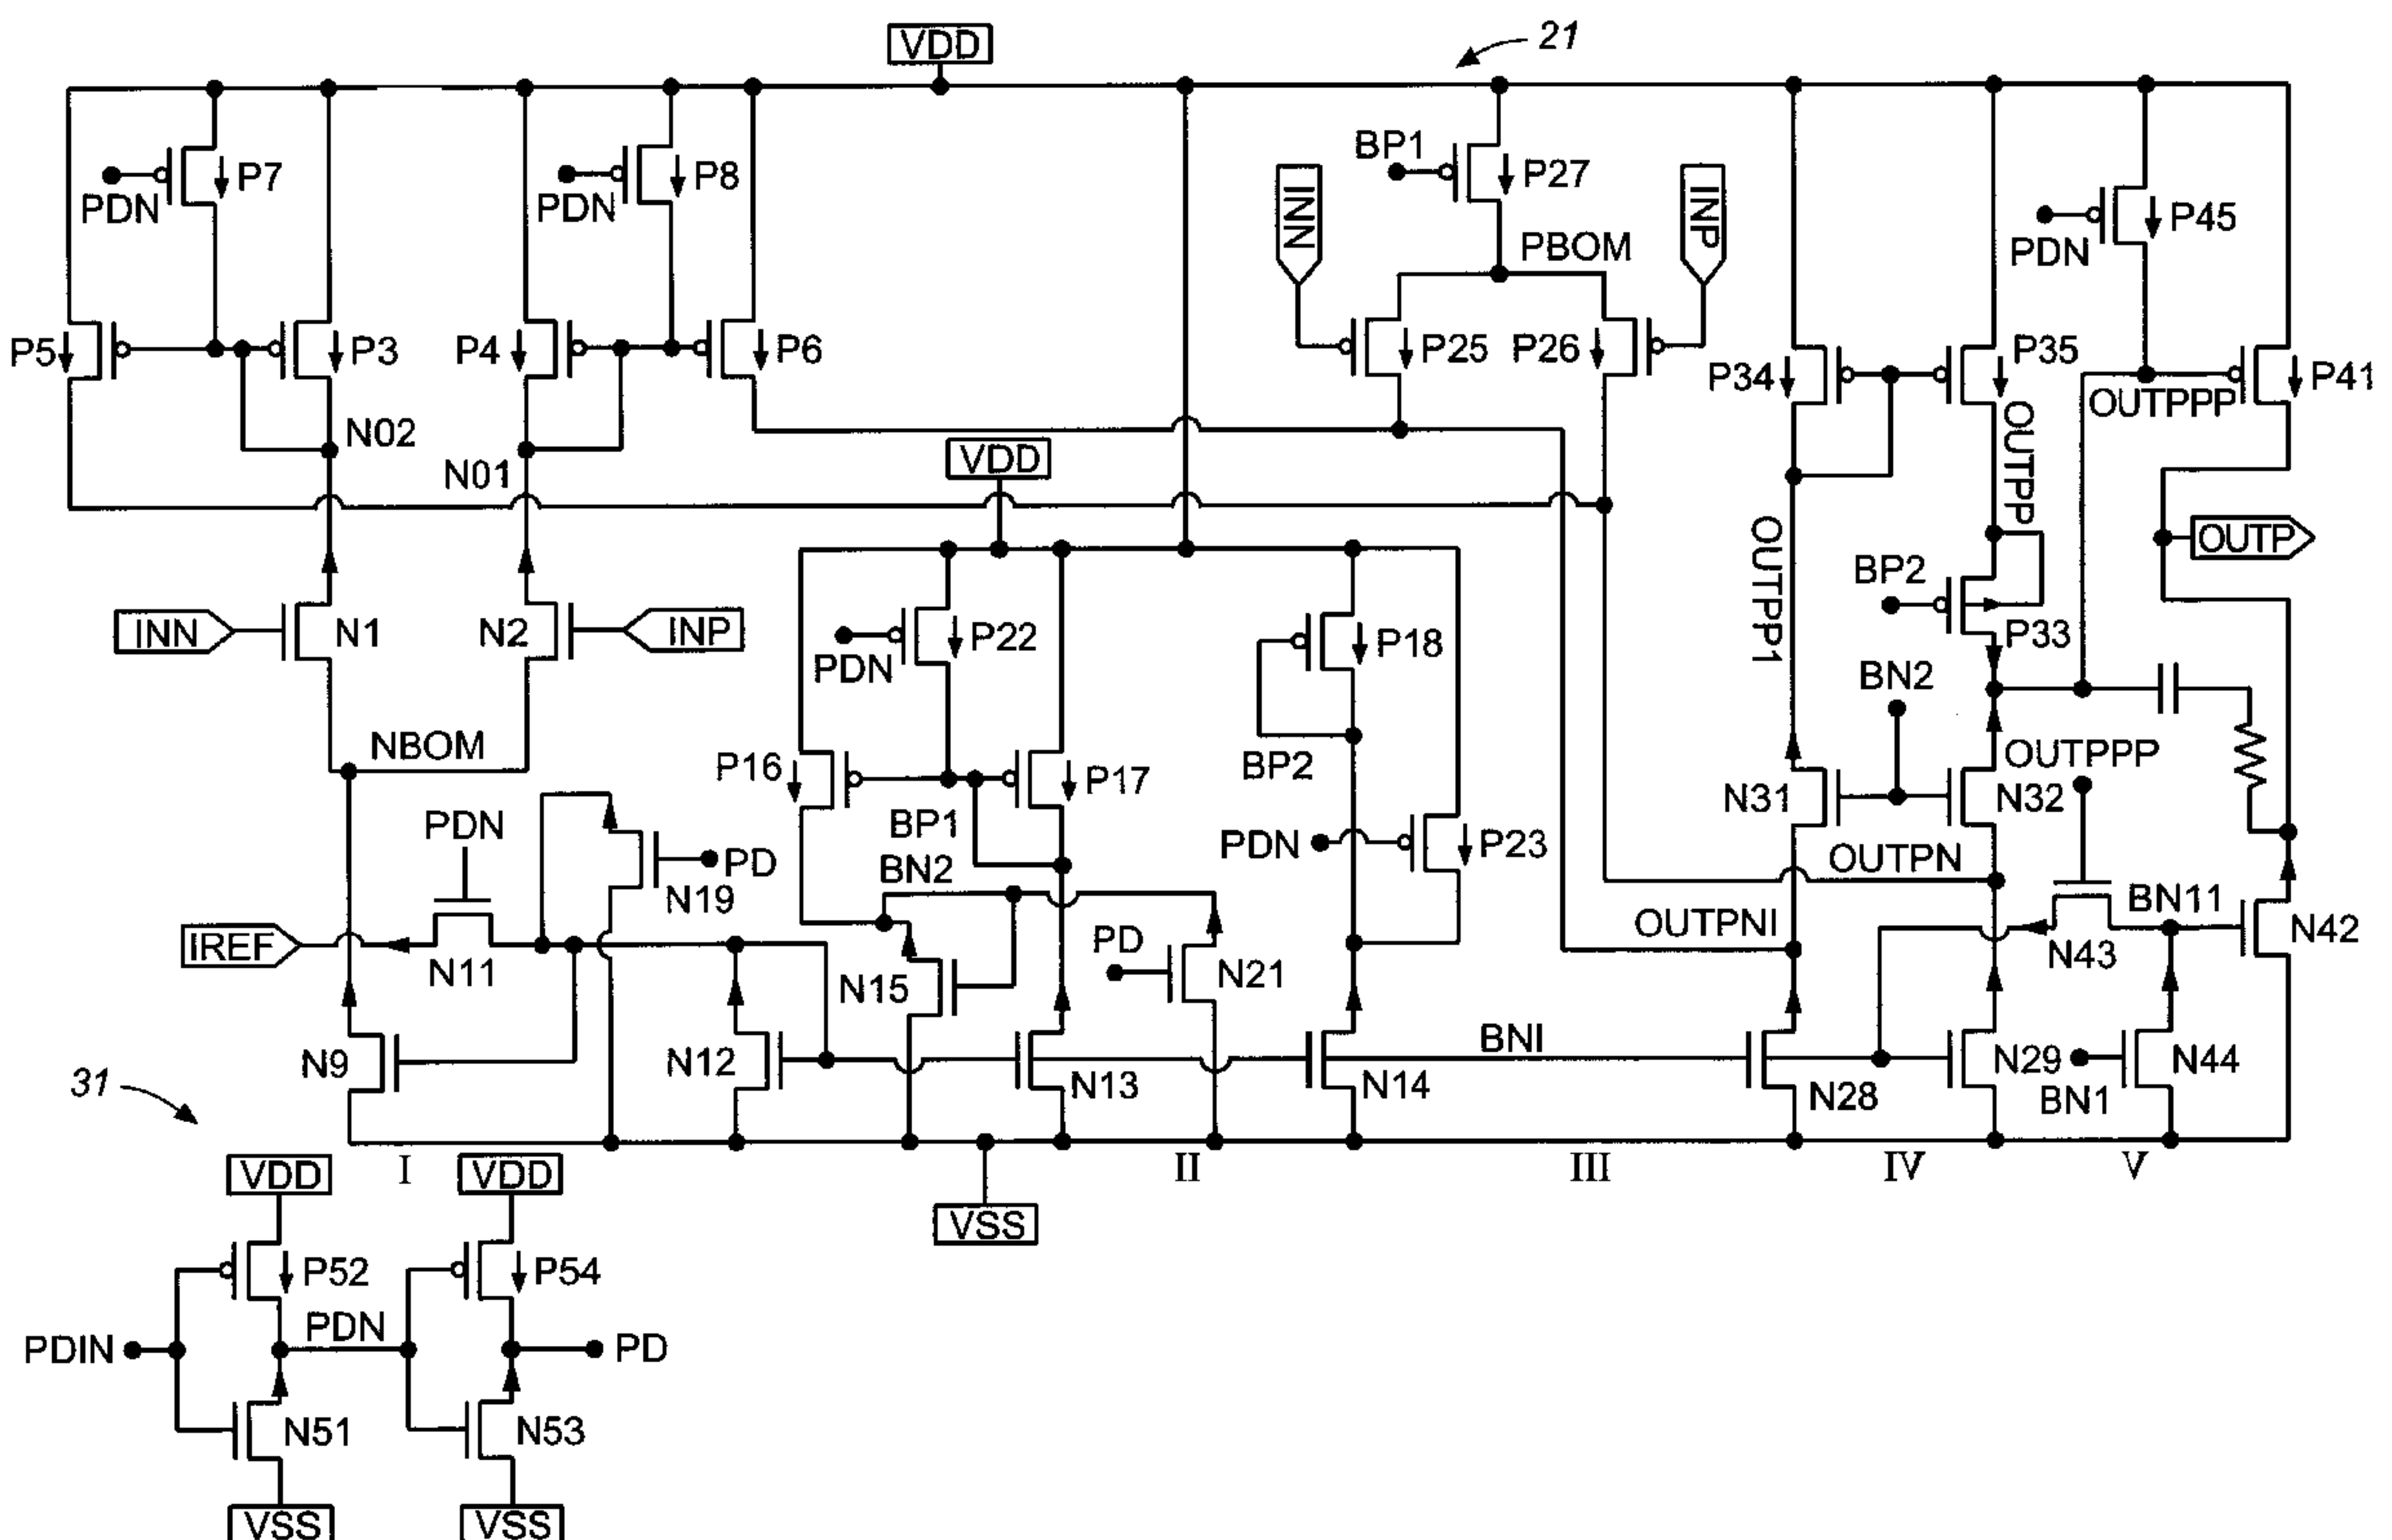 VDD
21
BP1
P7
P8
P27
PDN
PDN
INN
INP
P45
PDN
PBOM
P5
P3
P4
P6
P25
P26
P34
P35
P41
OUTPPP
N02
N01
VDD
OUTPP
OUTP
OUTPP1
BP2
P33
INN
N1
N2
INP
P22
PDN
P18
BN2
NBOM
P16
P17
BP2
OUTPPP
N31
N32
PDN
BP1
PD
N19
BN2
PDN
P23
OUTPN
BN11
IREF
N11
N15
PD
N21
OUTPNI
N43
N42
N9
N12
N13
BNI
N14
N28
N29
BN1
N44
31
I
II
III
IV
V
VDD
VDD
VSS
P52
P54
PDIN
PDN
PD
N51
N53
VSS
VSS